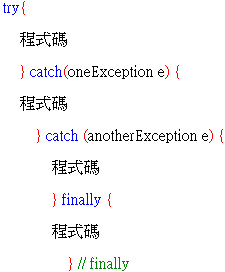 try{
程式碼
} catch(oneException e) {
程式碼
} catch (anotherException e) {
程式碼
} finally {
程式碼
} // finally